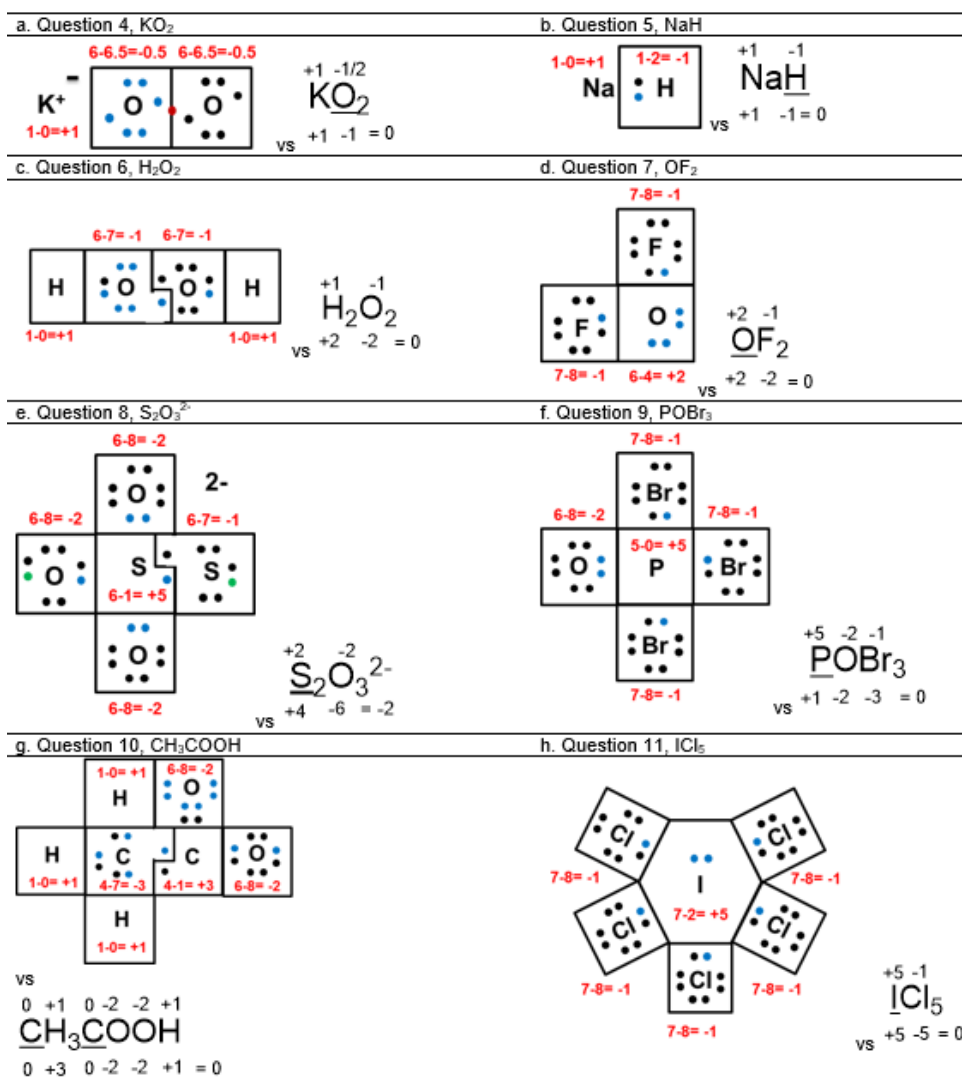 a. Question 4, KO₂
6-6.5=-0.5 6-6.5=-0.5
K⁺ –
O O
1-0=+1
+1 -1/2
KO₂
vs +1 -1 = 0
b. Question 5, NaH
1-0=+1 1-2= -1
Na H
+1 -1
NaH
vs +1 -1= 0
c. Question 6, H₂O₂
6-7= -1 6-7= -1
H O O H
1-0=+1 1-0=+1
+1 -1
H₂O₂
vs +2 -2 = 0
d. Question 7, OF₂
7-8= -1
F
F O
7-8= -1 6-4= +2
+2 -1
OF₂
vs +2 -2 = 0
e. Question 8, S₂O₃²⁻
6-8= -2
O 2-
6-8= -2 6-7= -1
O S S
6-1= +5
O
6-8= -2
+2 -2
S₂O₃²⁻
vs +4 -6 = -2
f. Question 9, POBr₃
7-8= -1
Br
6-8= -2 7-8= -1
5-0= +5
O P Br
Br
7-8= -1
+5 -2 -1
POBr₃
vs +1 -2 -3 = 0
g. Question 10, CH₃COOH
1-0= +1 6-8= -2
H O
H C C O
1-0= +1 4-7= -3 4-1= +3 6-8= -2
H
1-0= +1
vs
0 +1 0 -2 -2 +1
CH₃COOH
0 +3 0 -2 -2 +1 = 0
h. Question 11, ICl₅
Cl Cl
7-8= -1 I 7-8= -1
7-2= +5
Cl Cl
Cl
7-8= -1 7-8= -1
7-8= -1
+5 -1
ICl₅
vs +5 -5 = 0